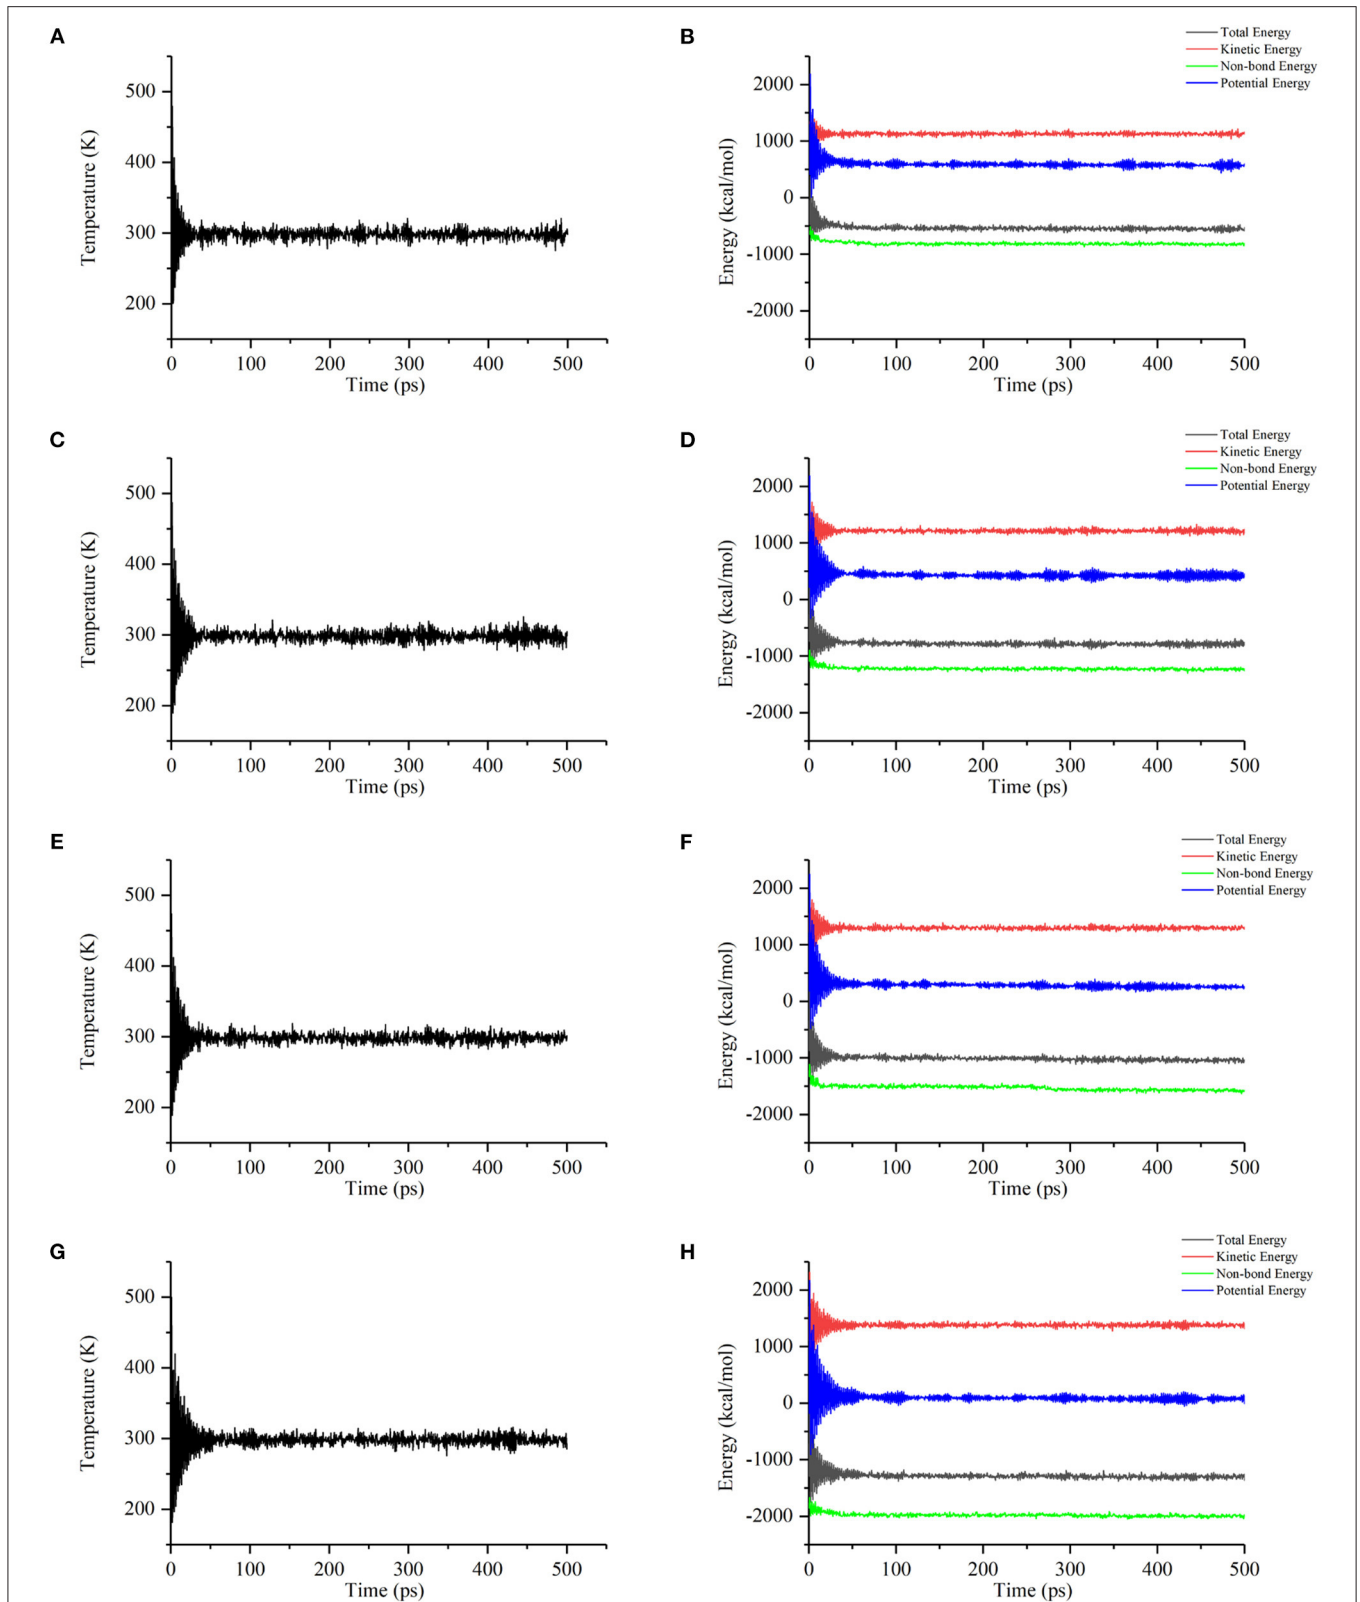 A
500
400
300
200
Temperature (K)
0 100 200 300 400 500
Time (ps)
B
Total Energy
Kinetic Energy
Non-bond Energy
Potential Energy
2000
1000
0
-1000
-2000
Energy (kcal/mol)
0 100 200 300 400 500
Time (ps)
C
500
400
300
200
Temperature (K)
0 100 200 300 400 500
Time (ps)
D
Total Energy
Kinetic Energy
Non-bond Energy
Potential Energy
2000
1000
0
-1000
-2000
Energy (kcal/mol)
0 100 200 300 400 500
Time (ps)
E
500
400
300
200
Temperature (K)
0 100 200 300 400 500
Time (ps)
F
Total Energy
Kinetic Energy
Non-bond Energy
Potential Energy
2000
1000
0
-1000
-2000
Energy (kcal/mol)
0 100 200 300 400 500
Time (ps)
G
500
400
300
200
Temperature (K)
0 100 200 300 400 500
Time (ps)
H
Total Energy
Kinetic Energy
Non-bond Energy
Potential Energy
2000
1000
0
-1000
-2000
Energy (kcal/mol)
0 100 200 300 400 500
Time (ps)